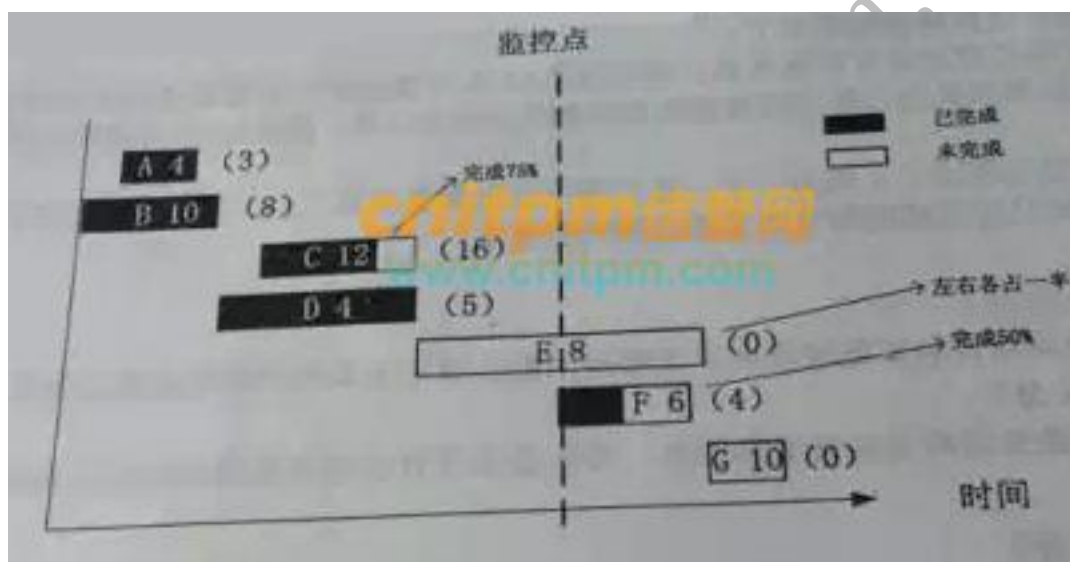 监控点
已完成
未完成
A 4 (3)
完成75%
B 10 (8)
cnitpm信管网
C 12 (16)
www.cnitpm.com
D 4 (5)
左右各占一半
E 8 (0)
完成50%
F 6 (4)
G 10 (0)
时间